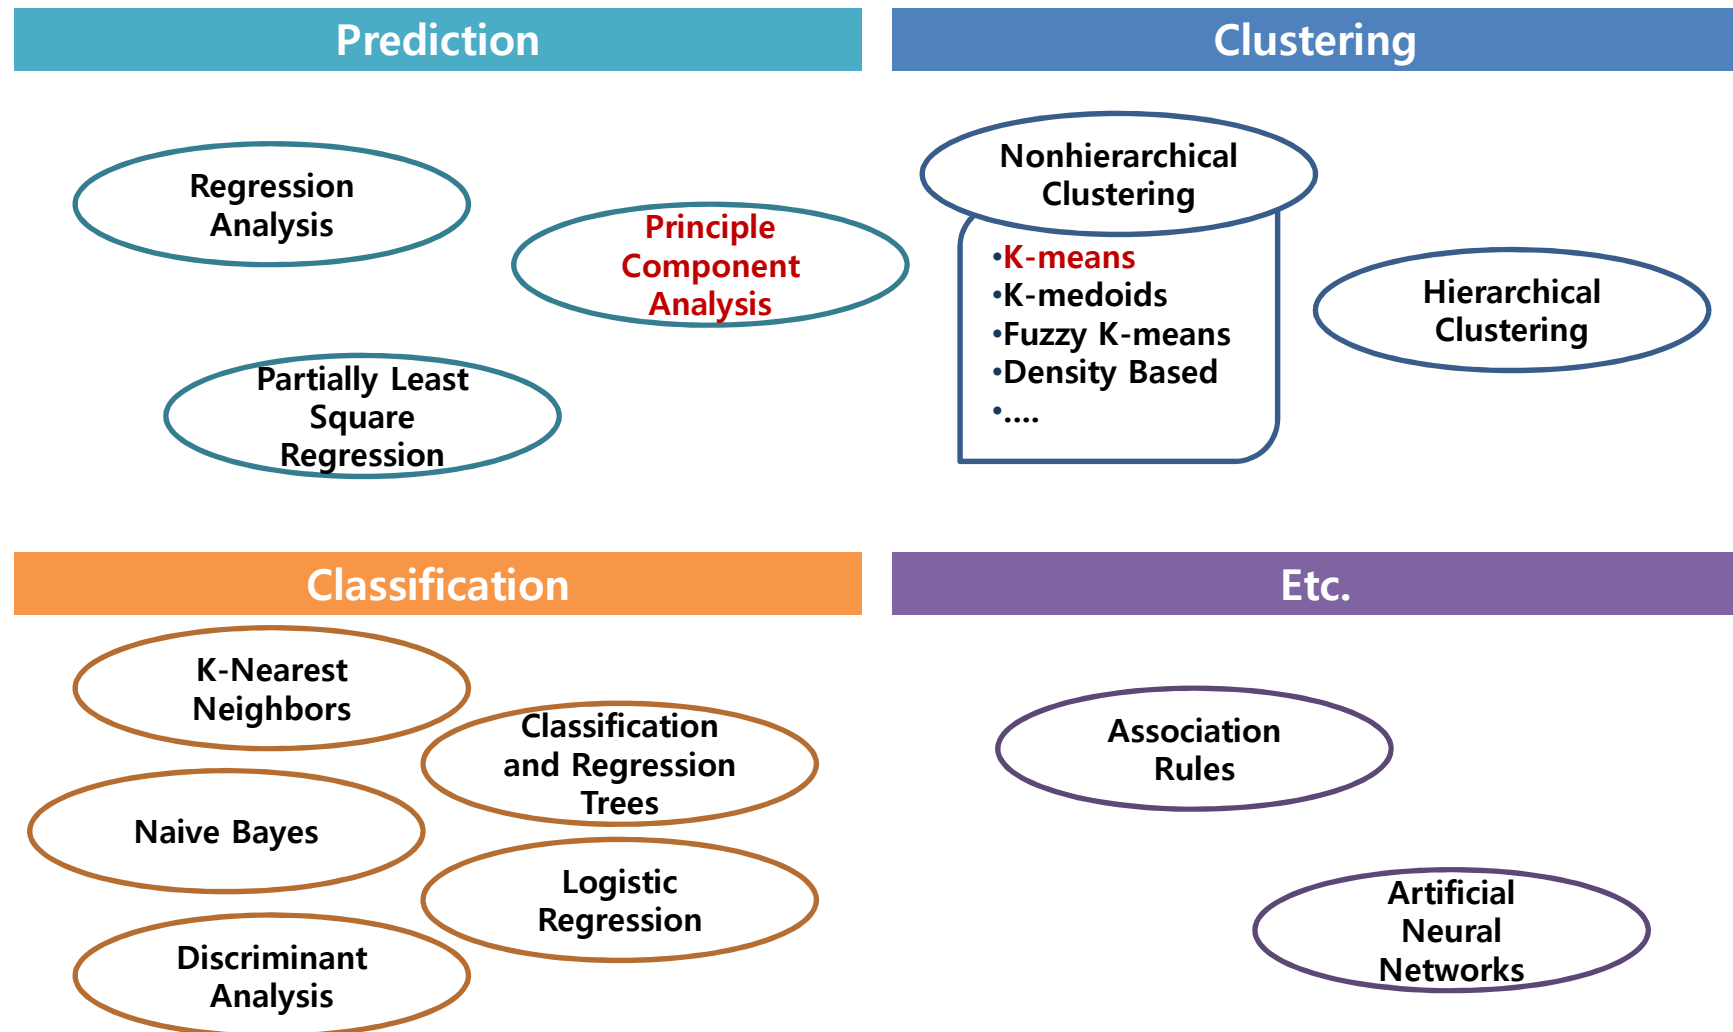 Prediction
Regression
Analysis
Principle
Component
Analysis
Partially Least
Square
Regression
Clustering
Nonhierarchical
Clustering
•K-means
•K-medoids
•Fuzzy K-means
•Density Based
•....
Hierarchical
Clustering
Classification
K-Nearest
Neighbors
Classification
and Regression
Trees
Naive Bayes
Logistic
Regression
Discriminant
Analysis
Etc.
Association
Rules
Artificial
Neural
Networks